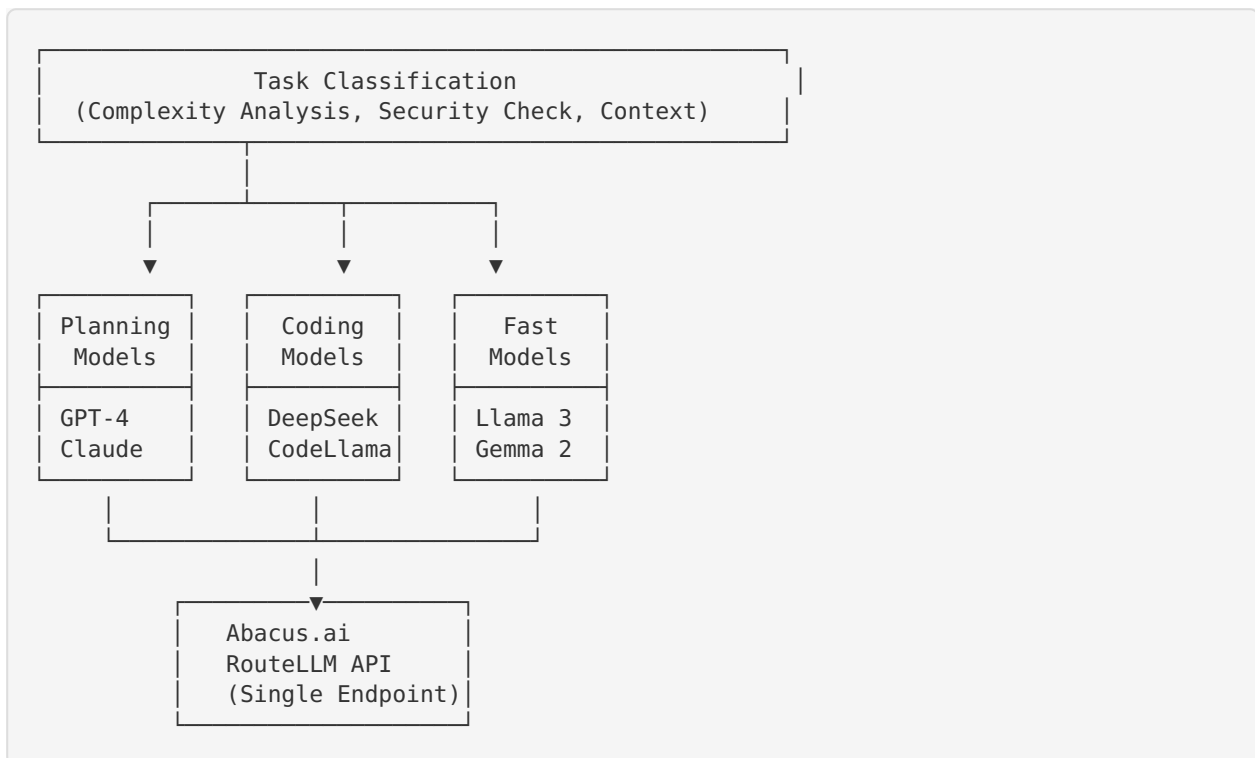 Task Classification
(Complexity Analysis, Security Check, Context)
Planning Models
Coding Models
Fast Models
GPT-4
Claude
DeepSeek
CodeLlama
Llama 3
Gemma 2
Abacus.ai
RouteLLM API
(Single Endpoint)